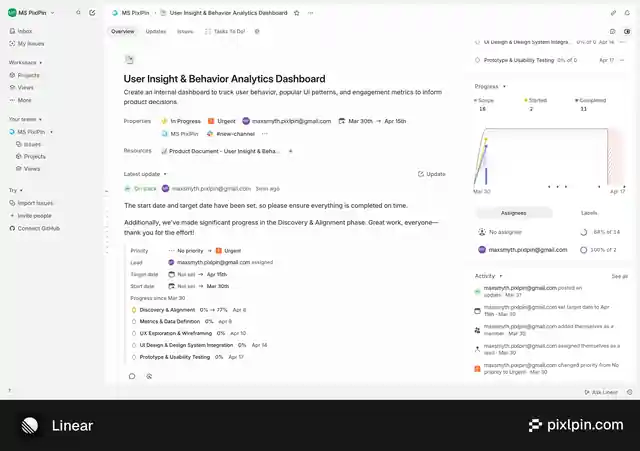 MS PixlPin
Inbox
My Issues
Workspace
Projects
Views
More
Your teams
MS PixlPin
Issues
Projects
Views
Try
Import Issues
Invite people
Connect GitHub
MS PixlPin › User Insight & Behavior Analytics Dashboard
Overview Updates Issues Tasks To Do
User Insight & Behavior Analytics Dashboard
Create an internal dashboard to track user behavior, popular UI patterns, and engagement metrics to inform
product decisions.
Properties In Progress Urgent maxsmyth.pixlpin@gmail.com Mar 30th → Apr 15th
MS PixlPin #new-channel
Resources Product Document - User Insight & Beha... +
Latest update Update
On track maxsmyth.pixlpin@gmail.com 5min ago
The start date and target date have been set, so please ensure everything is completed on time.
Additionally, we've made significant progress in the Discovery & Alignment phase. Great work, everyone—
thank you for the effort!
Priority No priority → Urgent
Lead maxsmyth.pixlpin@gmail.com assigned
Target date Not set → Apr 15th
Start date Not set → Mar 30th
Progress since Mar 30
Discovery & Alignment 0% → 77% Apr 6
Metrics & Data Definition 0% Apr 8
UX Exploration & Wireframing 0% Apr 10
UI Design & Design System Integration 0% Apr 14
Prototype & Usability Testing 0% Apr 17
UI Design & Design System Integra... 0% of 0 Apr 14
Prototype & Usability Testing 0% of 0 Apr 17
Progress
Scope Started Completed
16 2 11
Mar 30 Apr 17
Assignees Labels
No assignee 64% of 14
maxsmyth.pixlpin@gmail.com 100% of 2
Activity See all
maxsmyth.pixlpin@gmail.com posted an
update · Mar 31
maxsmyth.pixlpin@gmail.com set target date to Apr
15th · Mar 30
maxsmyth.pixlpin@gmail.com added themselves as a
member · Mar 30
maxsmyth.pixlpin@gmail.com assigned themselves as a
lead · Mar 30
maxsmyth.pixlpin@gmail.com changed priority from No
priority to Urgent · Mar 30
? Ask Linear
Linear pixlpin.com